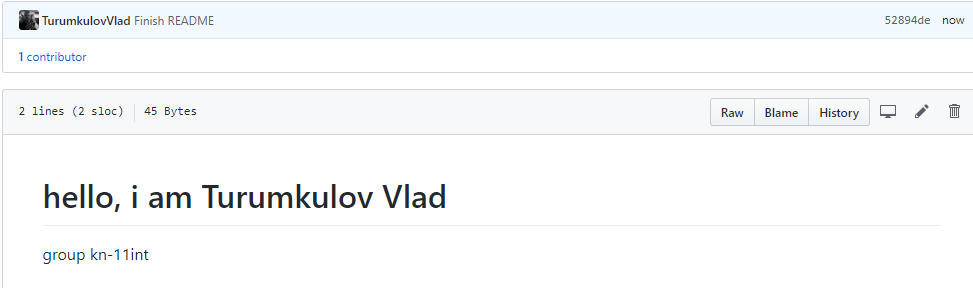 TurumkulovVlad Finish README 52894de now
1 contributor
2 lines (2 sloc) 45 Bytes Raw Blame History
hello, i am Turumkulov Vlad
group kn-11int